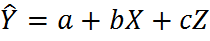 Ŷ = a + bX + cZ